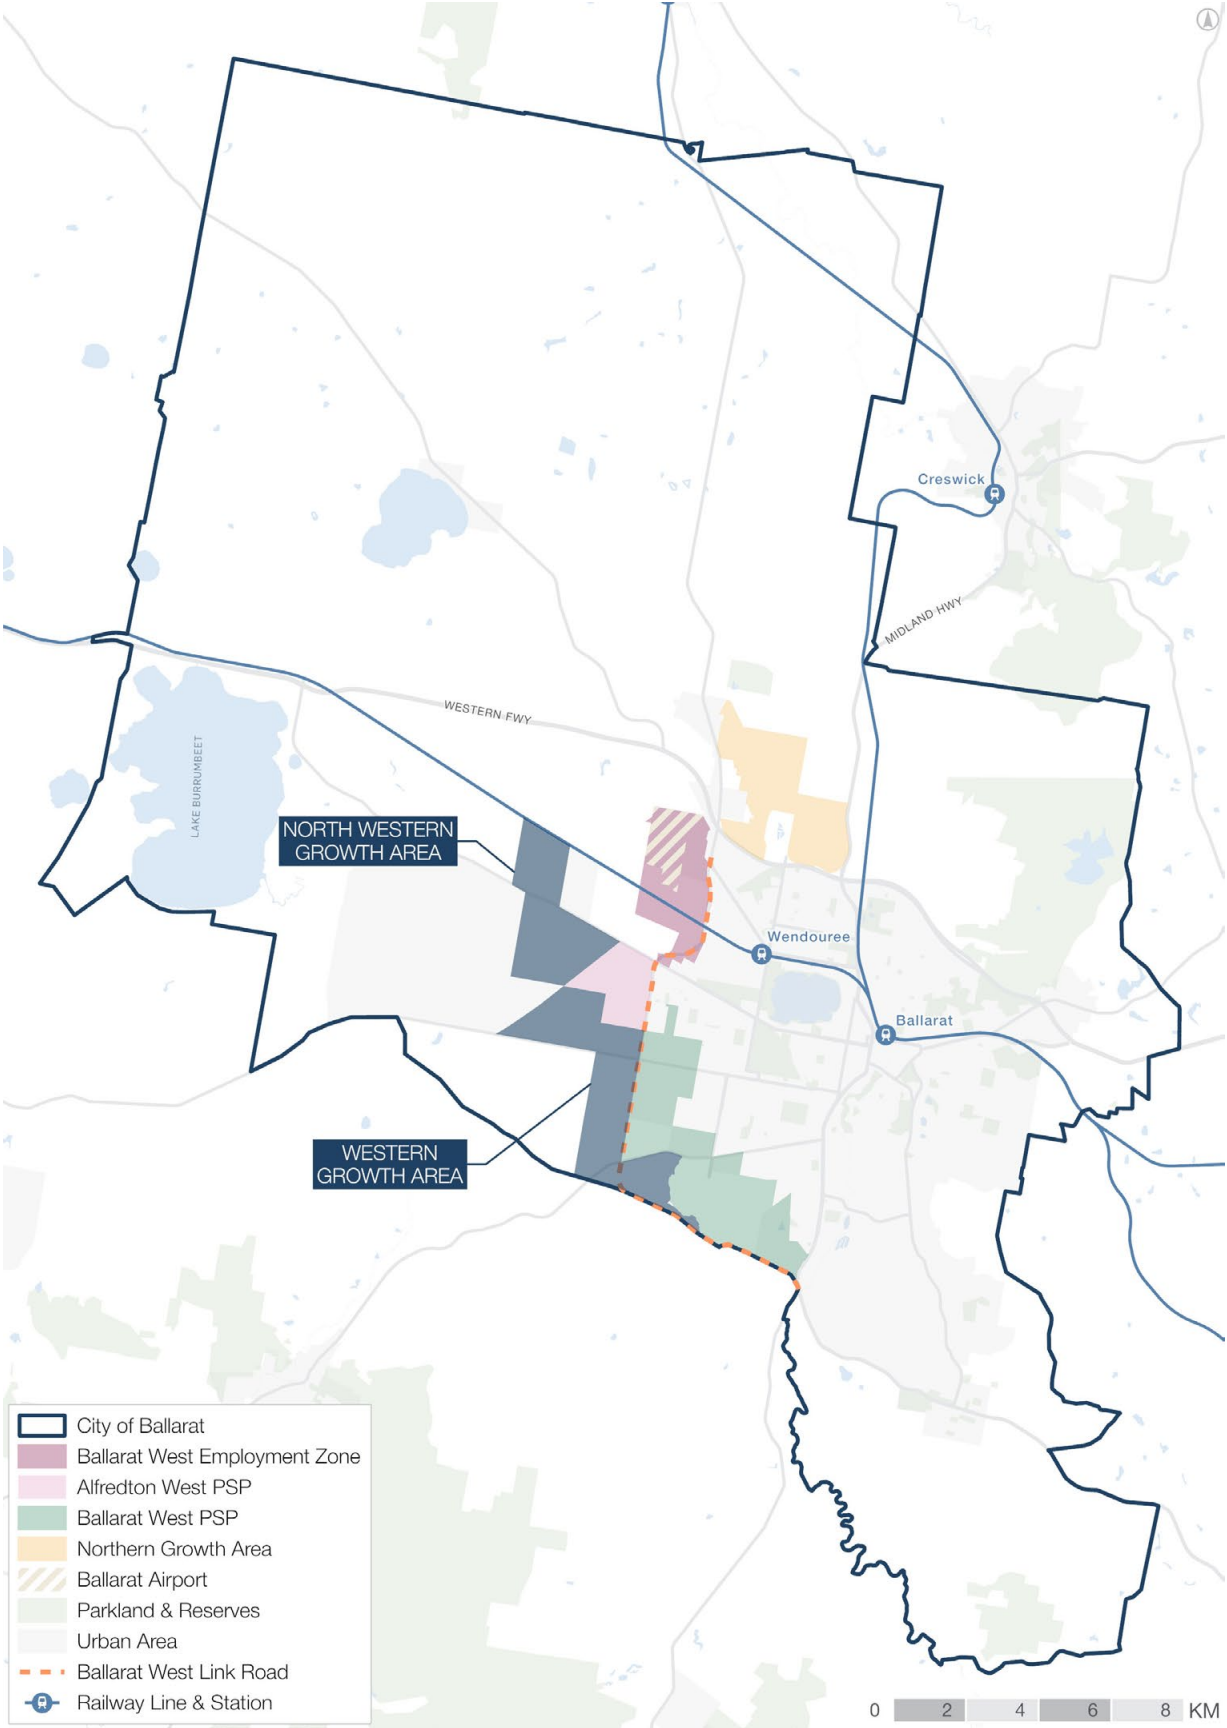 Creswick
MIDLAND HWY
WESTERN FWY
LAKE BURRUMBEET
NORTH WESTERN
GROWTH AREA
Wendouree
Ballarat
WESTERN
GROWTH AREA
City of Ballarat
Ballarat West Employment Zone
Alfredton West PSP
Ballarat West PSP
Northern Growth Area
Ballarat Airport
Parkland & Reserves
Urban Area
Ballarat West Link Road
Railway Line & Station
0 2 4 6 8 KM